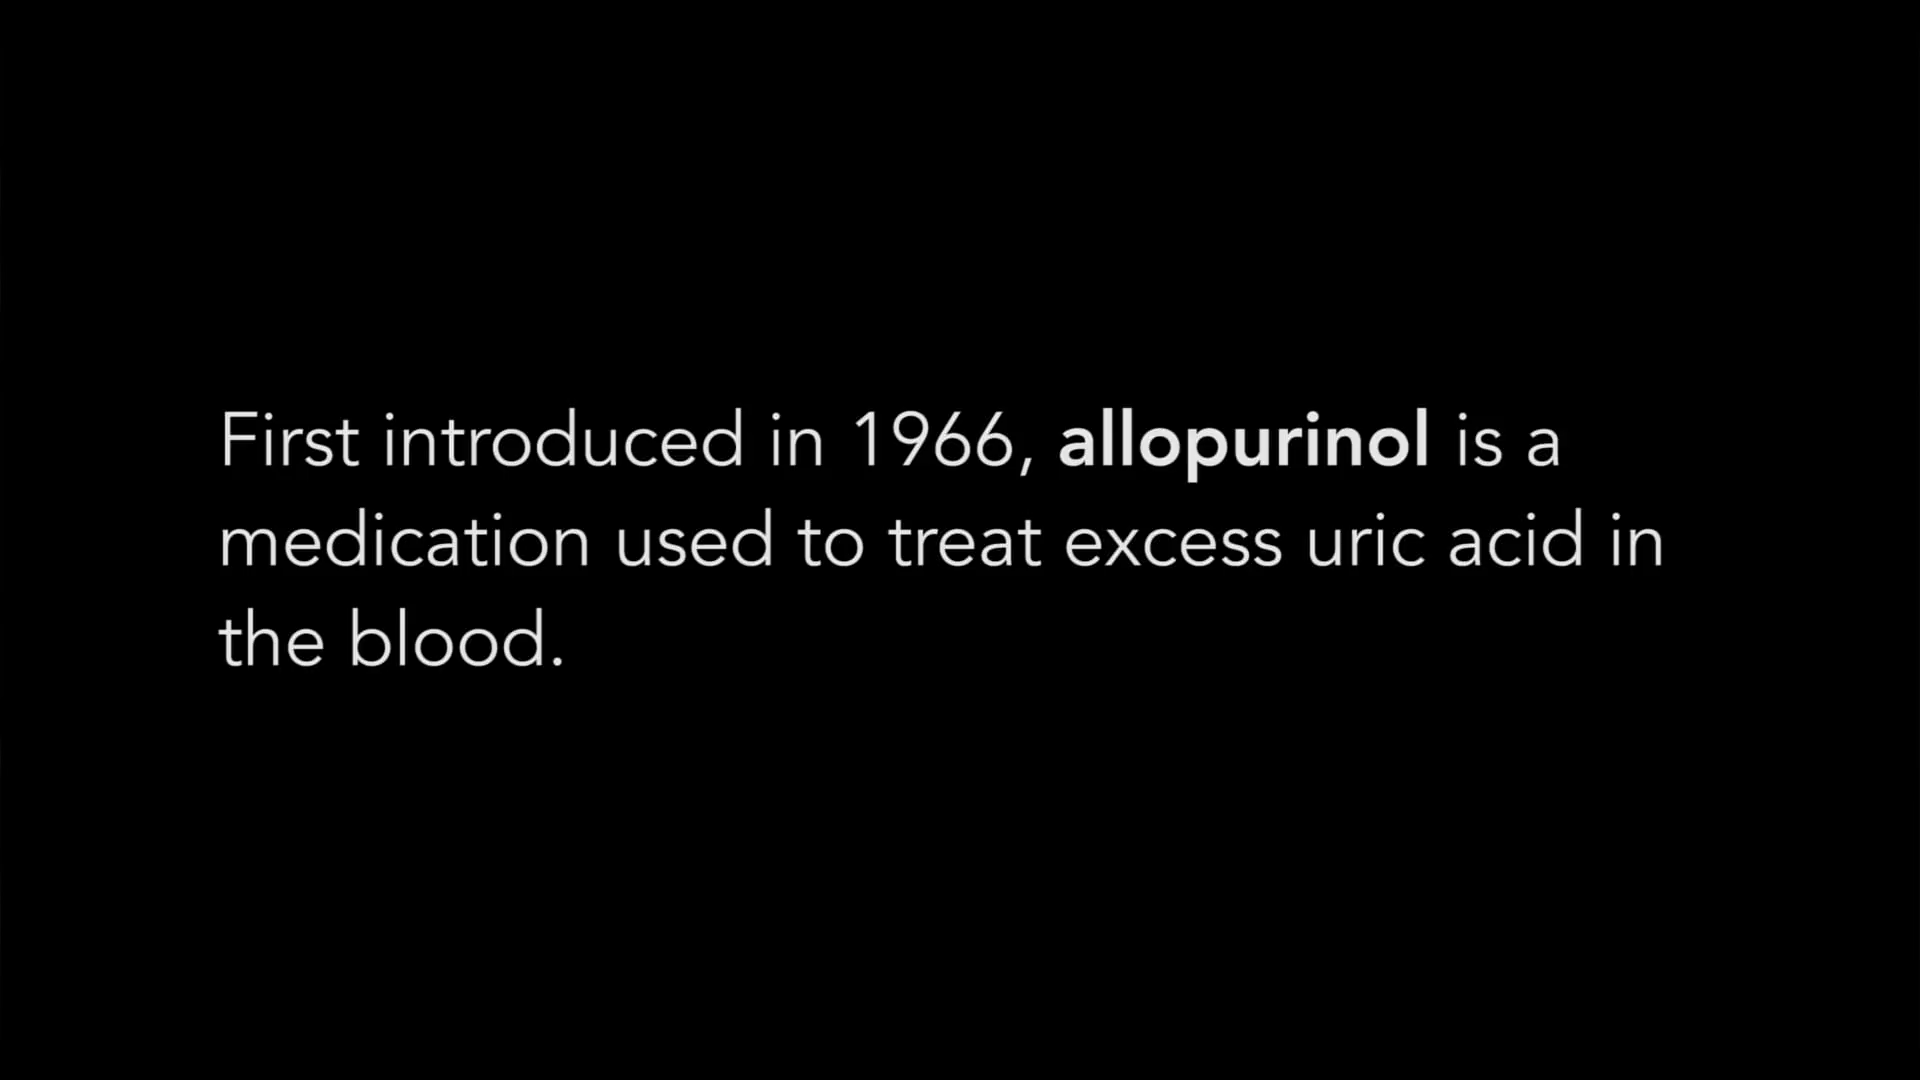 First introduced in 1966, allopurinol is a
medication used to treat excess uric acid in
the blood.